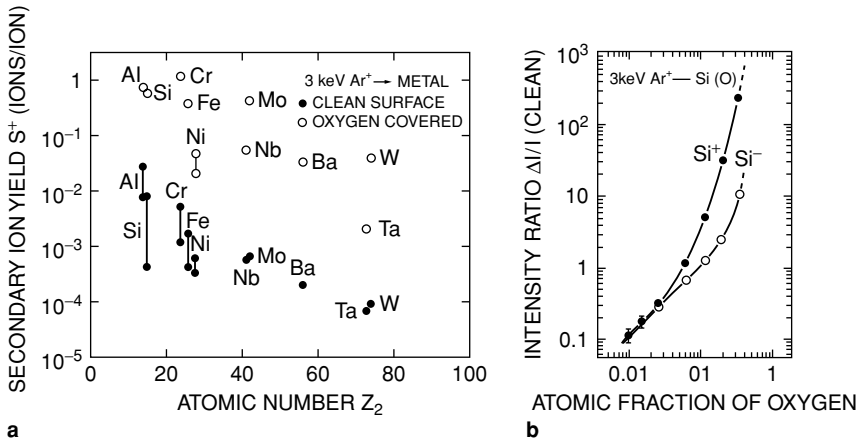 SECONDARY ION YIELD S⁺ (IONS/ION)
1
10⁻¹
10⁻²
10⁻³
10⁻⁴
10⁻⁵
0 20 40 60 80 100
ATOMIC NUMBER Z₂
3 keV Ar⁺ → METAL
● CLEAN SURFACE
○ OXYGEN COVERED
Al
Si
Cr
Fe
Ni
Mo
Nb
Ba
W
Ta
Al
Si
Cr
Fe
Ni
Nb
Mo
Ba
Ta
W
a
INTENSITY RATIO ΔI/I (CLEAN)
10³
10²
10
1
0.1
0.01 0.1 1
ATOMIC FRACTION OF OXYGEN
3keV Ar⁺— Si (O)
Si⁺
Si⁻
b